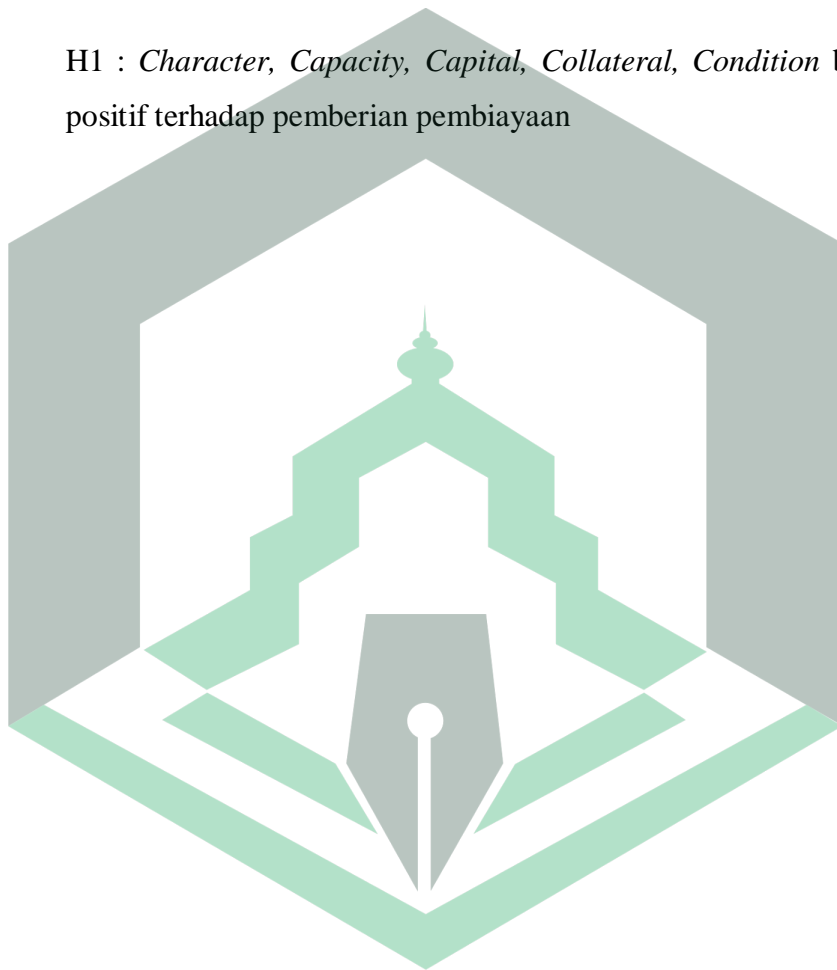 H1 : Character, Capacity, Capital, Collateral, Condition
positif terhadap pemberian pembiayaan